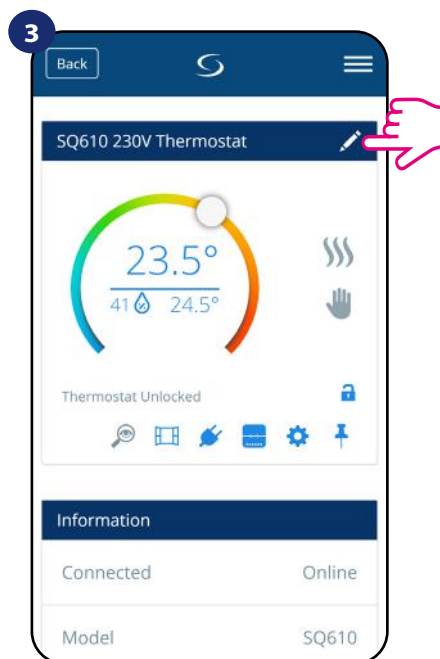 3
Back
SQ610 230V Thermostat
23.5°
41 24.5°
Thermostat Unlocked
Information
Connected Online
Model SQ610